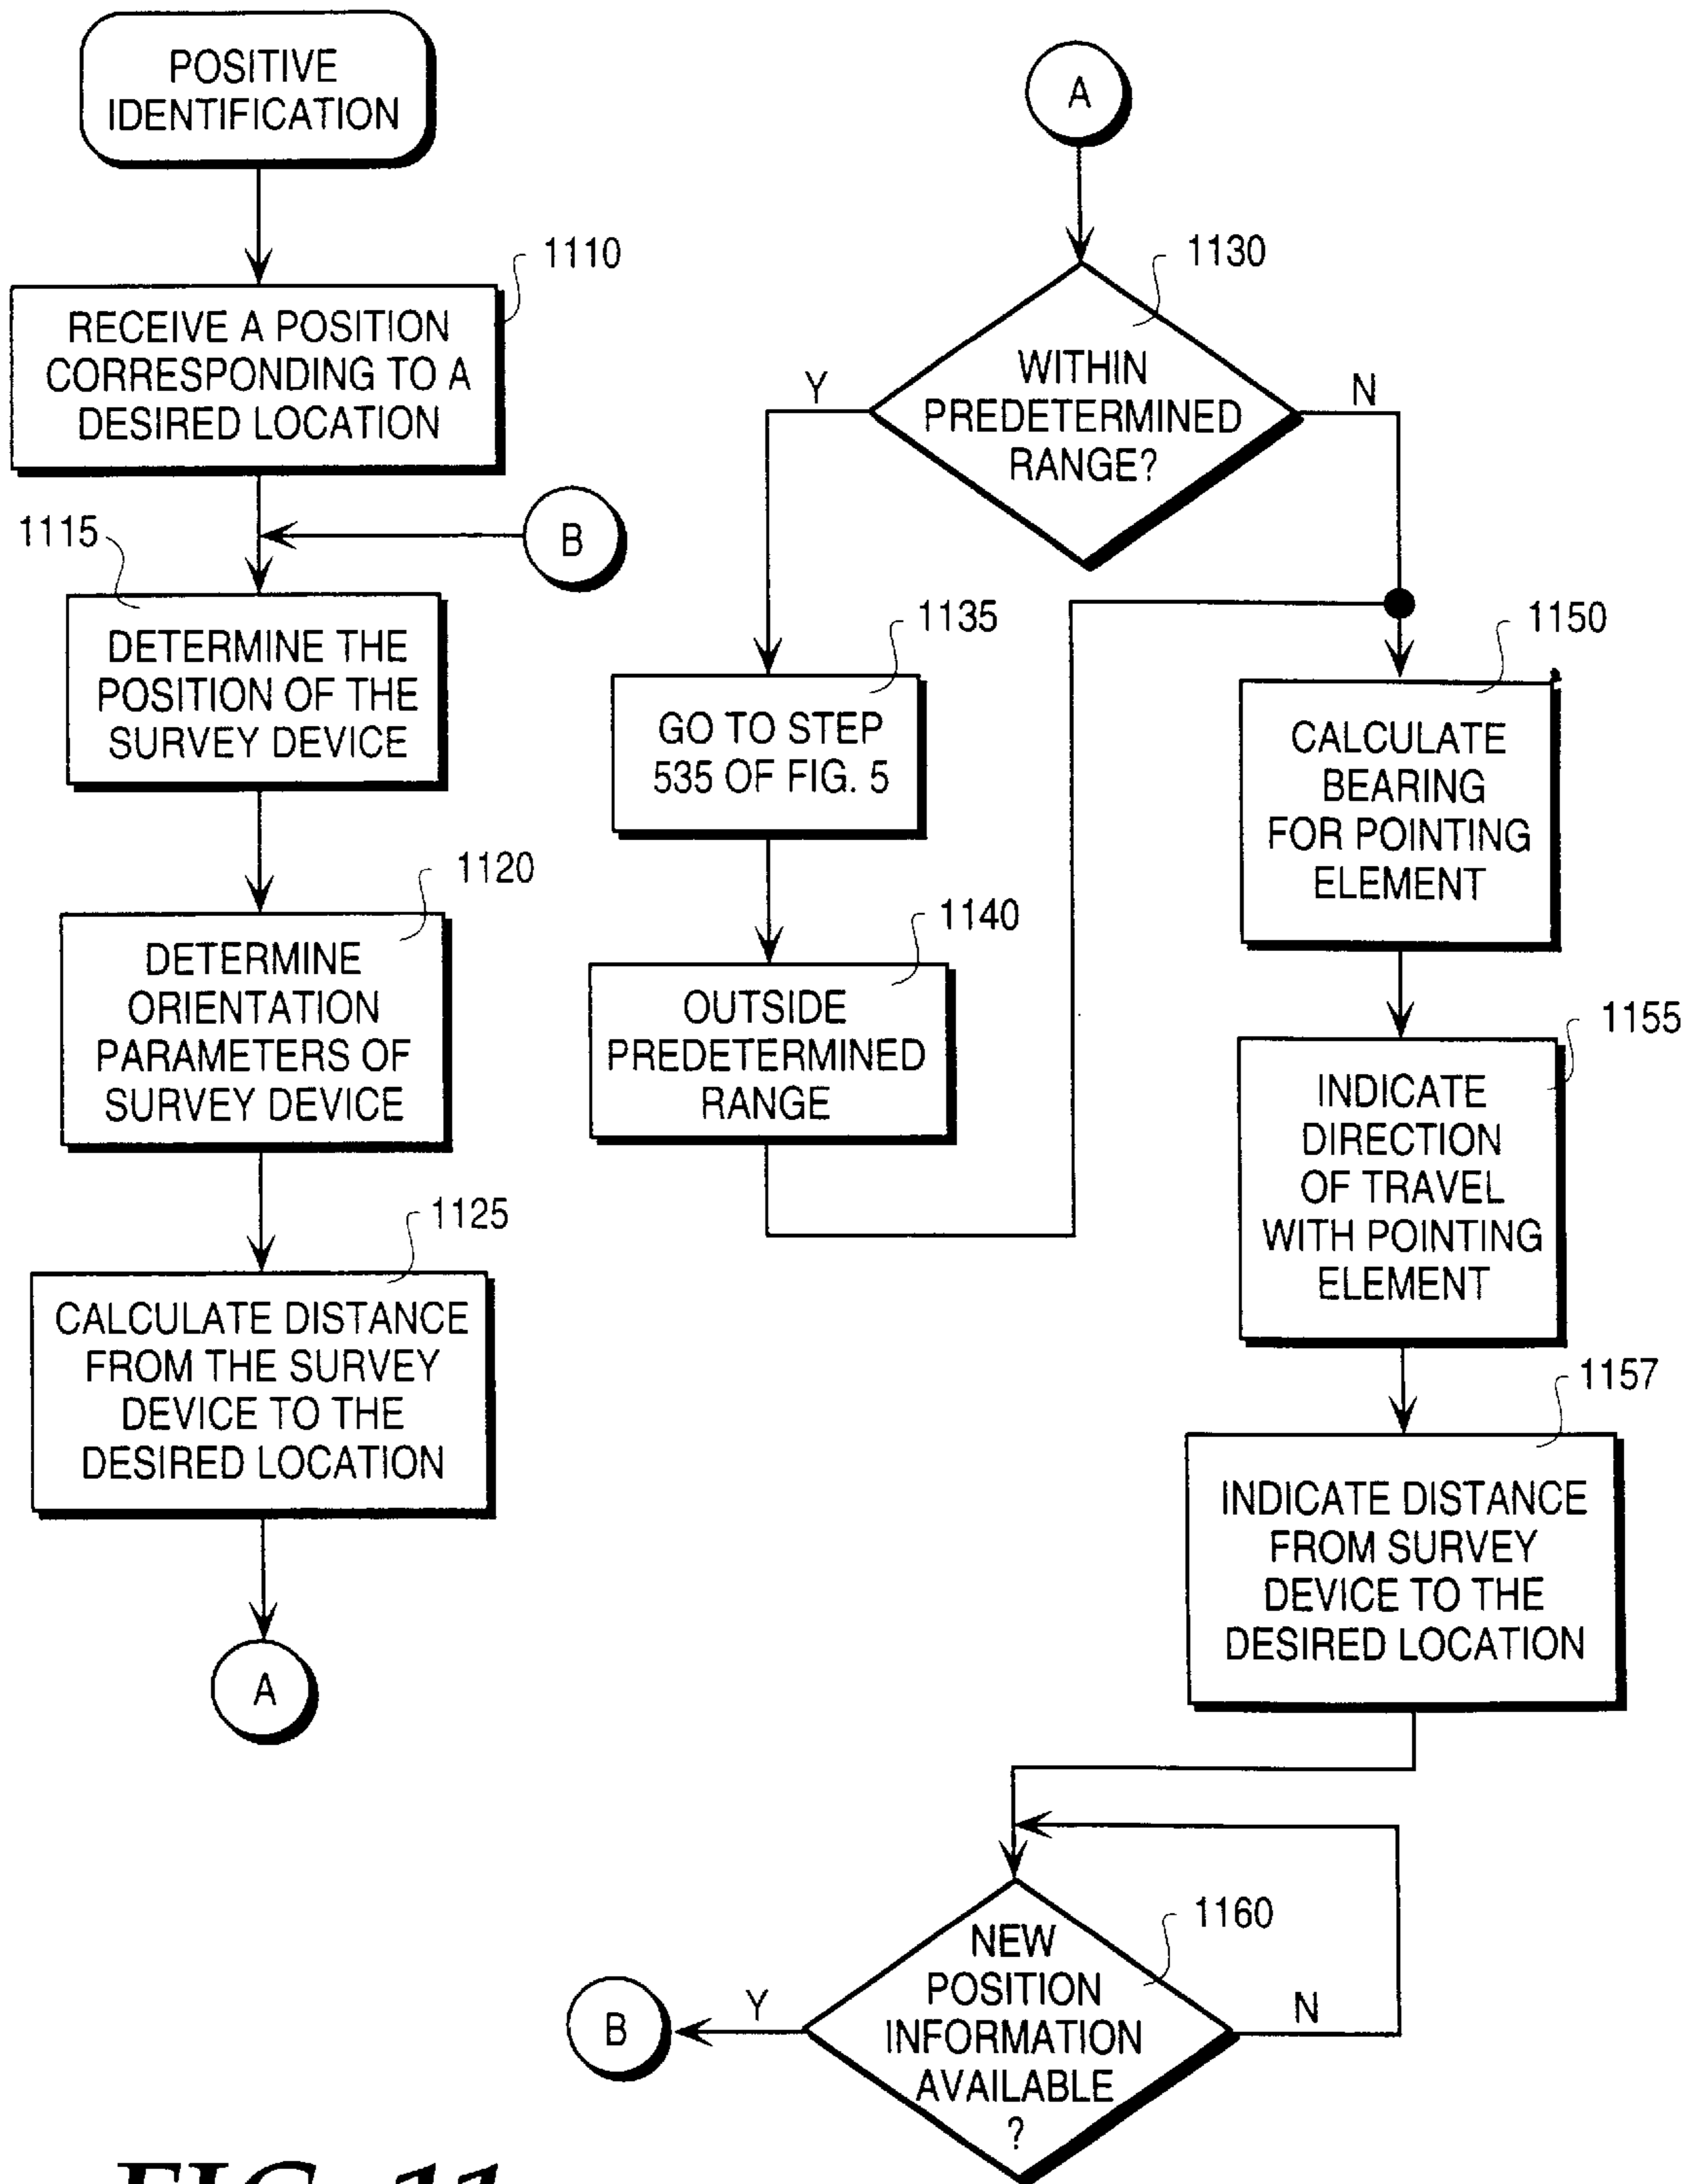 POSITIVE
IDENTIFICATION
1110
RECEIVE A POSITION
CORRESPONDING TO A
DESIRED LOCATION
B
1115
DETERMINE THE
POSITION OF THE
SURVEY DEVICE
1120
DETERMINE
ORIENTATION
PARAMETERS OF
SURVEY DEVICE
1125
CALCULATE DISTANCE
FROM THE SURVEY
DEVICE TO THE
DESIRED LOCATION
A
A
1130
WITHIN
PREDETERMINED
RANGE?
Y
N
1135
GO TO STEP
535 OF FIG. 5
1140
OUTSIDE
PREDETERMINED
RANGE
1150
CALCULATE
BEARING
FOR POINTING
ELEMENT
1155
INDICATE
DIRECTION
OF TRAVEL
WITH POINTING
ELEMENT
1157
INDICATE DISTANCE
FROM SURVEY
DEVICE TO THE
DESIRED LOCATION
1160
NEW
POSITION
INFORMATION
AVAILABLE
?
Y
N
B
FIG. 11